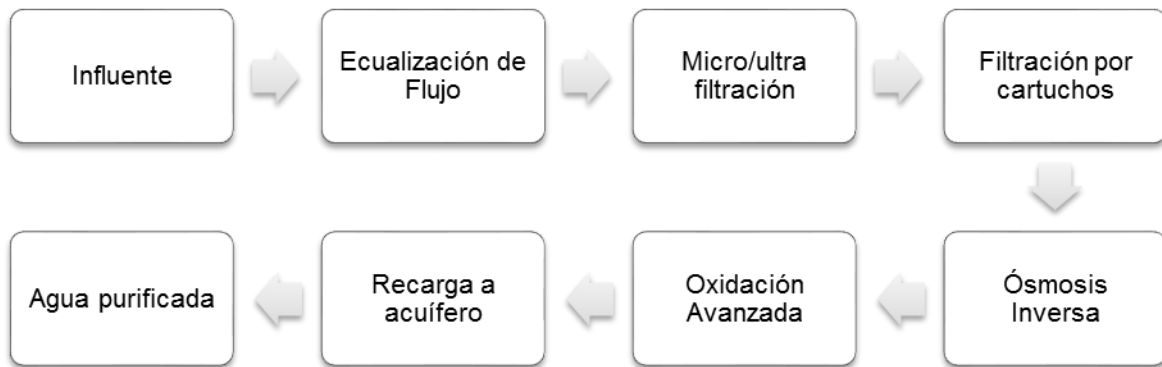 Influente
Ecualización de
Flujo
Micro/ultra
filtración
Filtración por
cartuchos
Ósmosis
Inversa
Oxidación
Avanzada
Recarga a
acuífero
Agua purificada